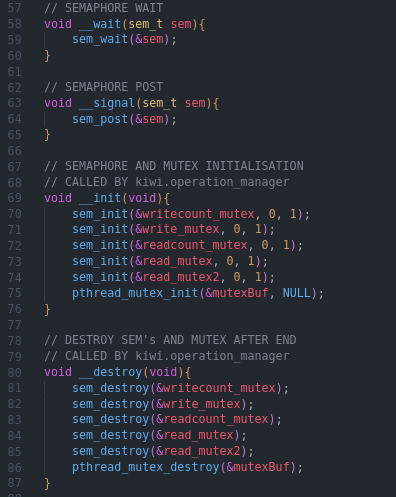 57 // SEMAPHORE WAIT
58 void __wait(sem_t sem){
59     sem_wait(&sem);
60 }
61
62 // SEMAPHORE POST
63 void __signal(sem_t sem){
64     sem_post(&sem);
65 }
66
67 // SEMAPHORE AND MUTEX INITIALISATION
68 // CALLED BY kiwi.operation_manager
69 void __init(void){
70     sem_init(&writecount_mutex, 0, 1);
71     sem_init(&write_mutex, 0, 1);
72     sem_init(&readcount_mutex, 0, 1);
73     sem_init(&read_mutex, 0, 1);
74     sem_init(&read_mutex2, 0, 1);
75     pthread_mutex_init(&mutexBuf, NULL);
76 }
77
78 // DESTROY SEM's AND MUTEX AFTER END
79 // CALLED BY kiwi.operation_manager
80 void __destroy(void){
81     sem_destroy(&writecount_mutex);
82     sem_destroy(&write_mutex);
83     sem_destroy(&readcount_mutex);
84     sem_destroy(&read_mutex);
85     sem_destroy(&read_mutex2);
86     pthread_mutex_destroy(&mutexBuf);
87 }